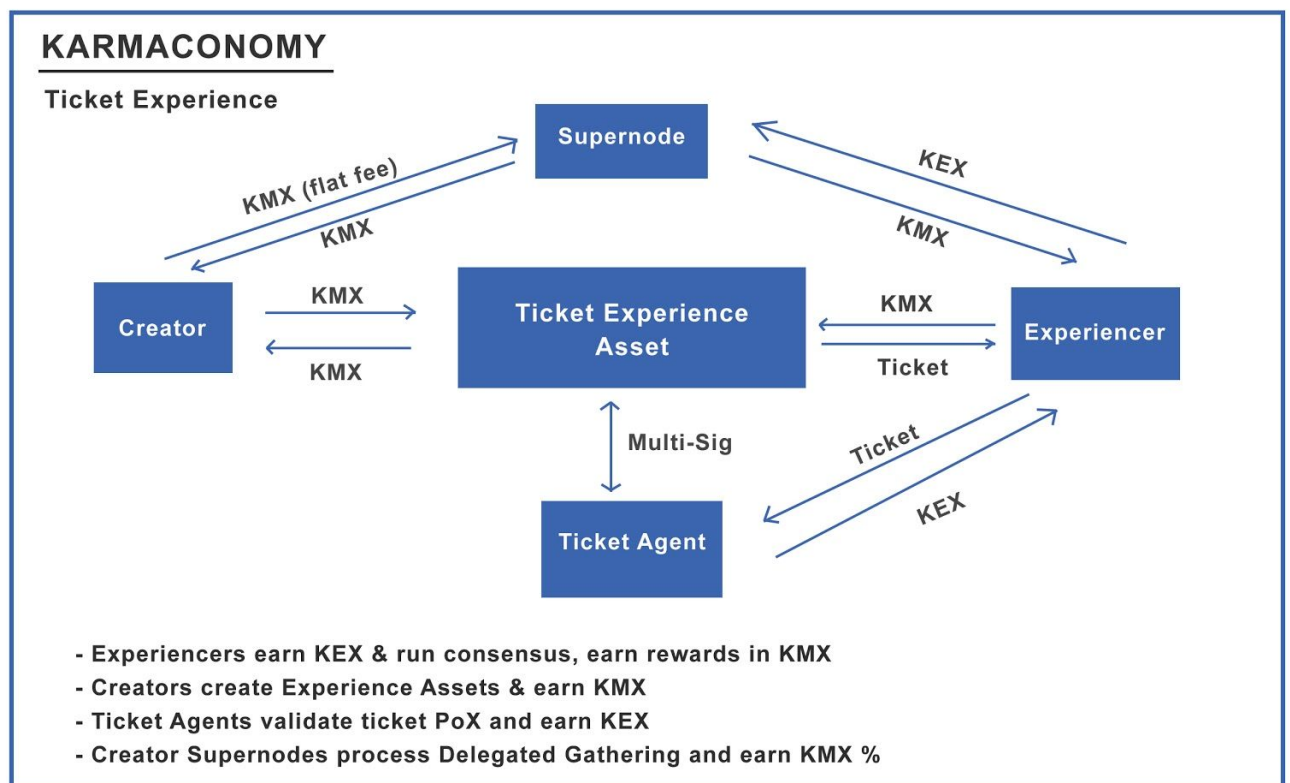 KARMACONOMY
Ticket Experience
Supernode
KMX (flat fee)
KMX
KEX
KMX
Creator
KMX
KMX
Ticket Experience
Asset
KMX
Ticket
Experiencer
Multi-Sig
Ticket
KEX
Ticket Agent
- Experiencers earn KEX & run consensus, earn rewards in KMX
- Creators create Experience Assets & earn KMX
- Ticket Agents validate ticket PoX and earn KEX
- Creator Supernodes process Delegated Gathering and earn KMX %